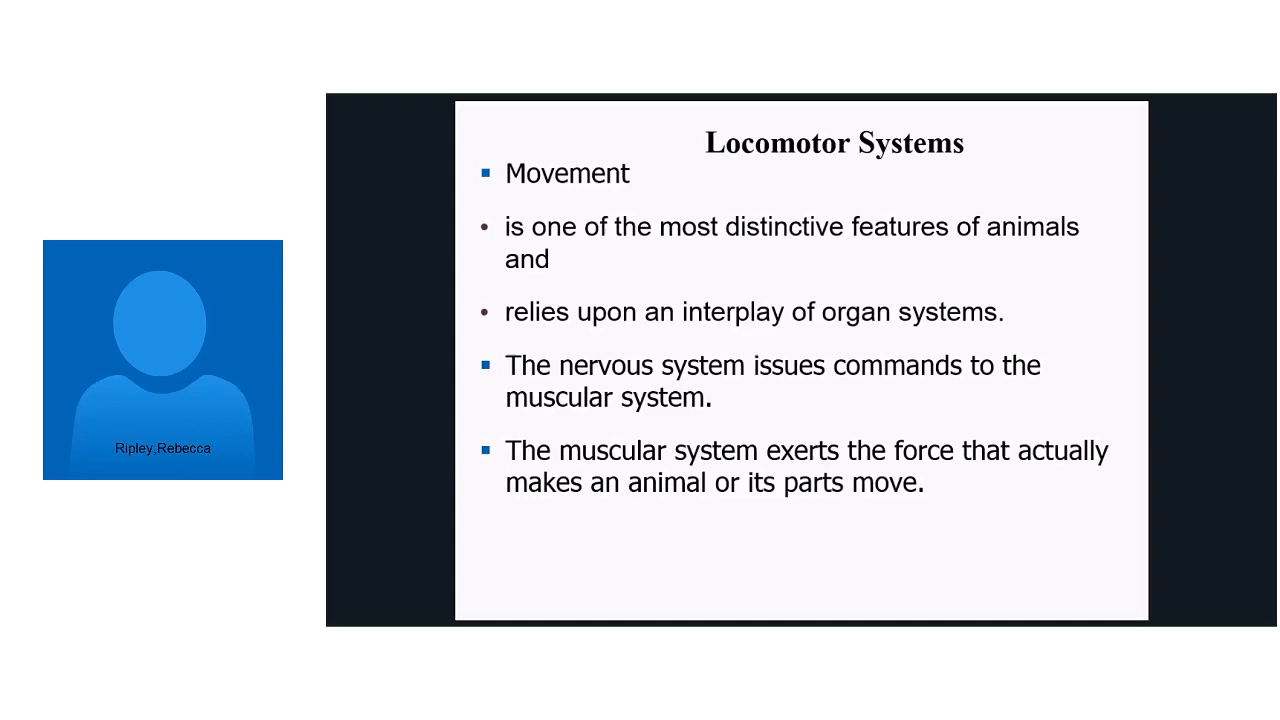 Locomotor Systems
▪ Movement
• is one of the most distinctive features of animals
and
• relies upon an interplay of organ systems.
▪ The nervous system issues commands to the
muscular system.
▪ The muscular system exerts the force that actually
makes an animal or its parts move.
Ripley,Rebecca